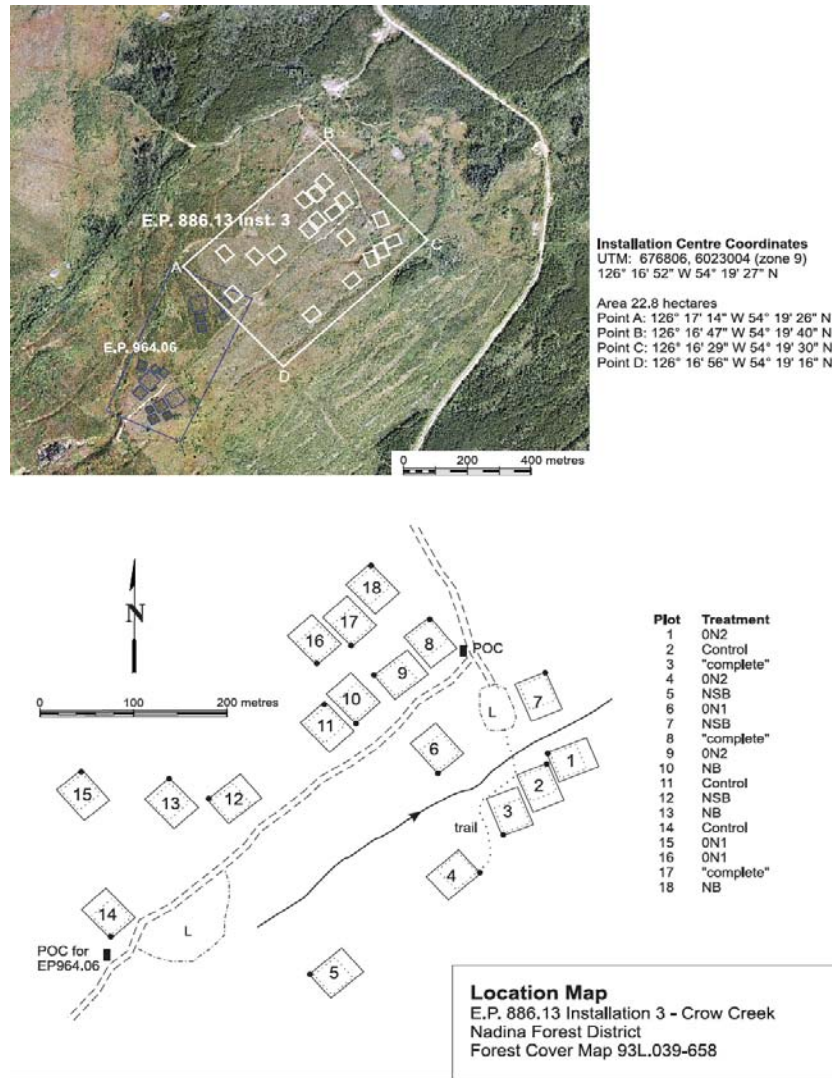 B
E.P. 886.13 Inst. 3
C
A
E.P. 964.06
D
0 200 400 metres
Installation Centre Coordinates
UTM: 676806, 6023004 (zone 9)
126° 16' 52" W 54° 19' 27" N
Area 22.8 hectares
Point A: 126° 17' 14" W 54° 19' 26" N
Point B: 126° 16' 47" W 54° 19' 40" N
Point C: 126° 16' 29" W 54° 19' 30" N
Point D: 126° 16' 56" W 54° 19' 16" N
N
0 100 200 metres
18
17
16
8
POC
9
7
10
L
11
6
1
15
13
12
2
3
trail
4
14
L
POC for
EP964.06
5
Plot Treatment
1 0N2
2 Control
3 "complete"
4 0N2
5 NSB
6 0N1
7 NSB
8 "complete"
9 0N2
10 NB
11 Control
12 NSB
13 NB
14 Control
15 0N1
16 0N1
17 "complete"
18 NB
Location Map
E.P. 886.13 Installation 3 - Crow Creek
Nadina Forest District
Forest Cover Map 93L.039-658